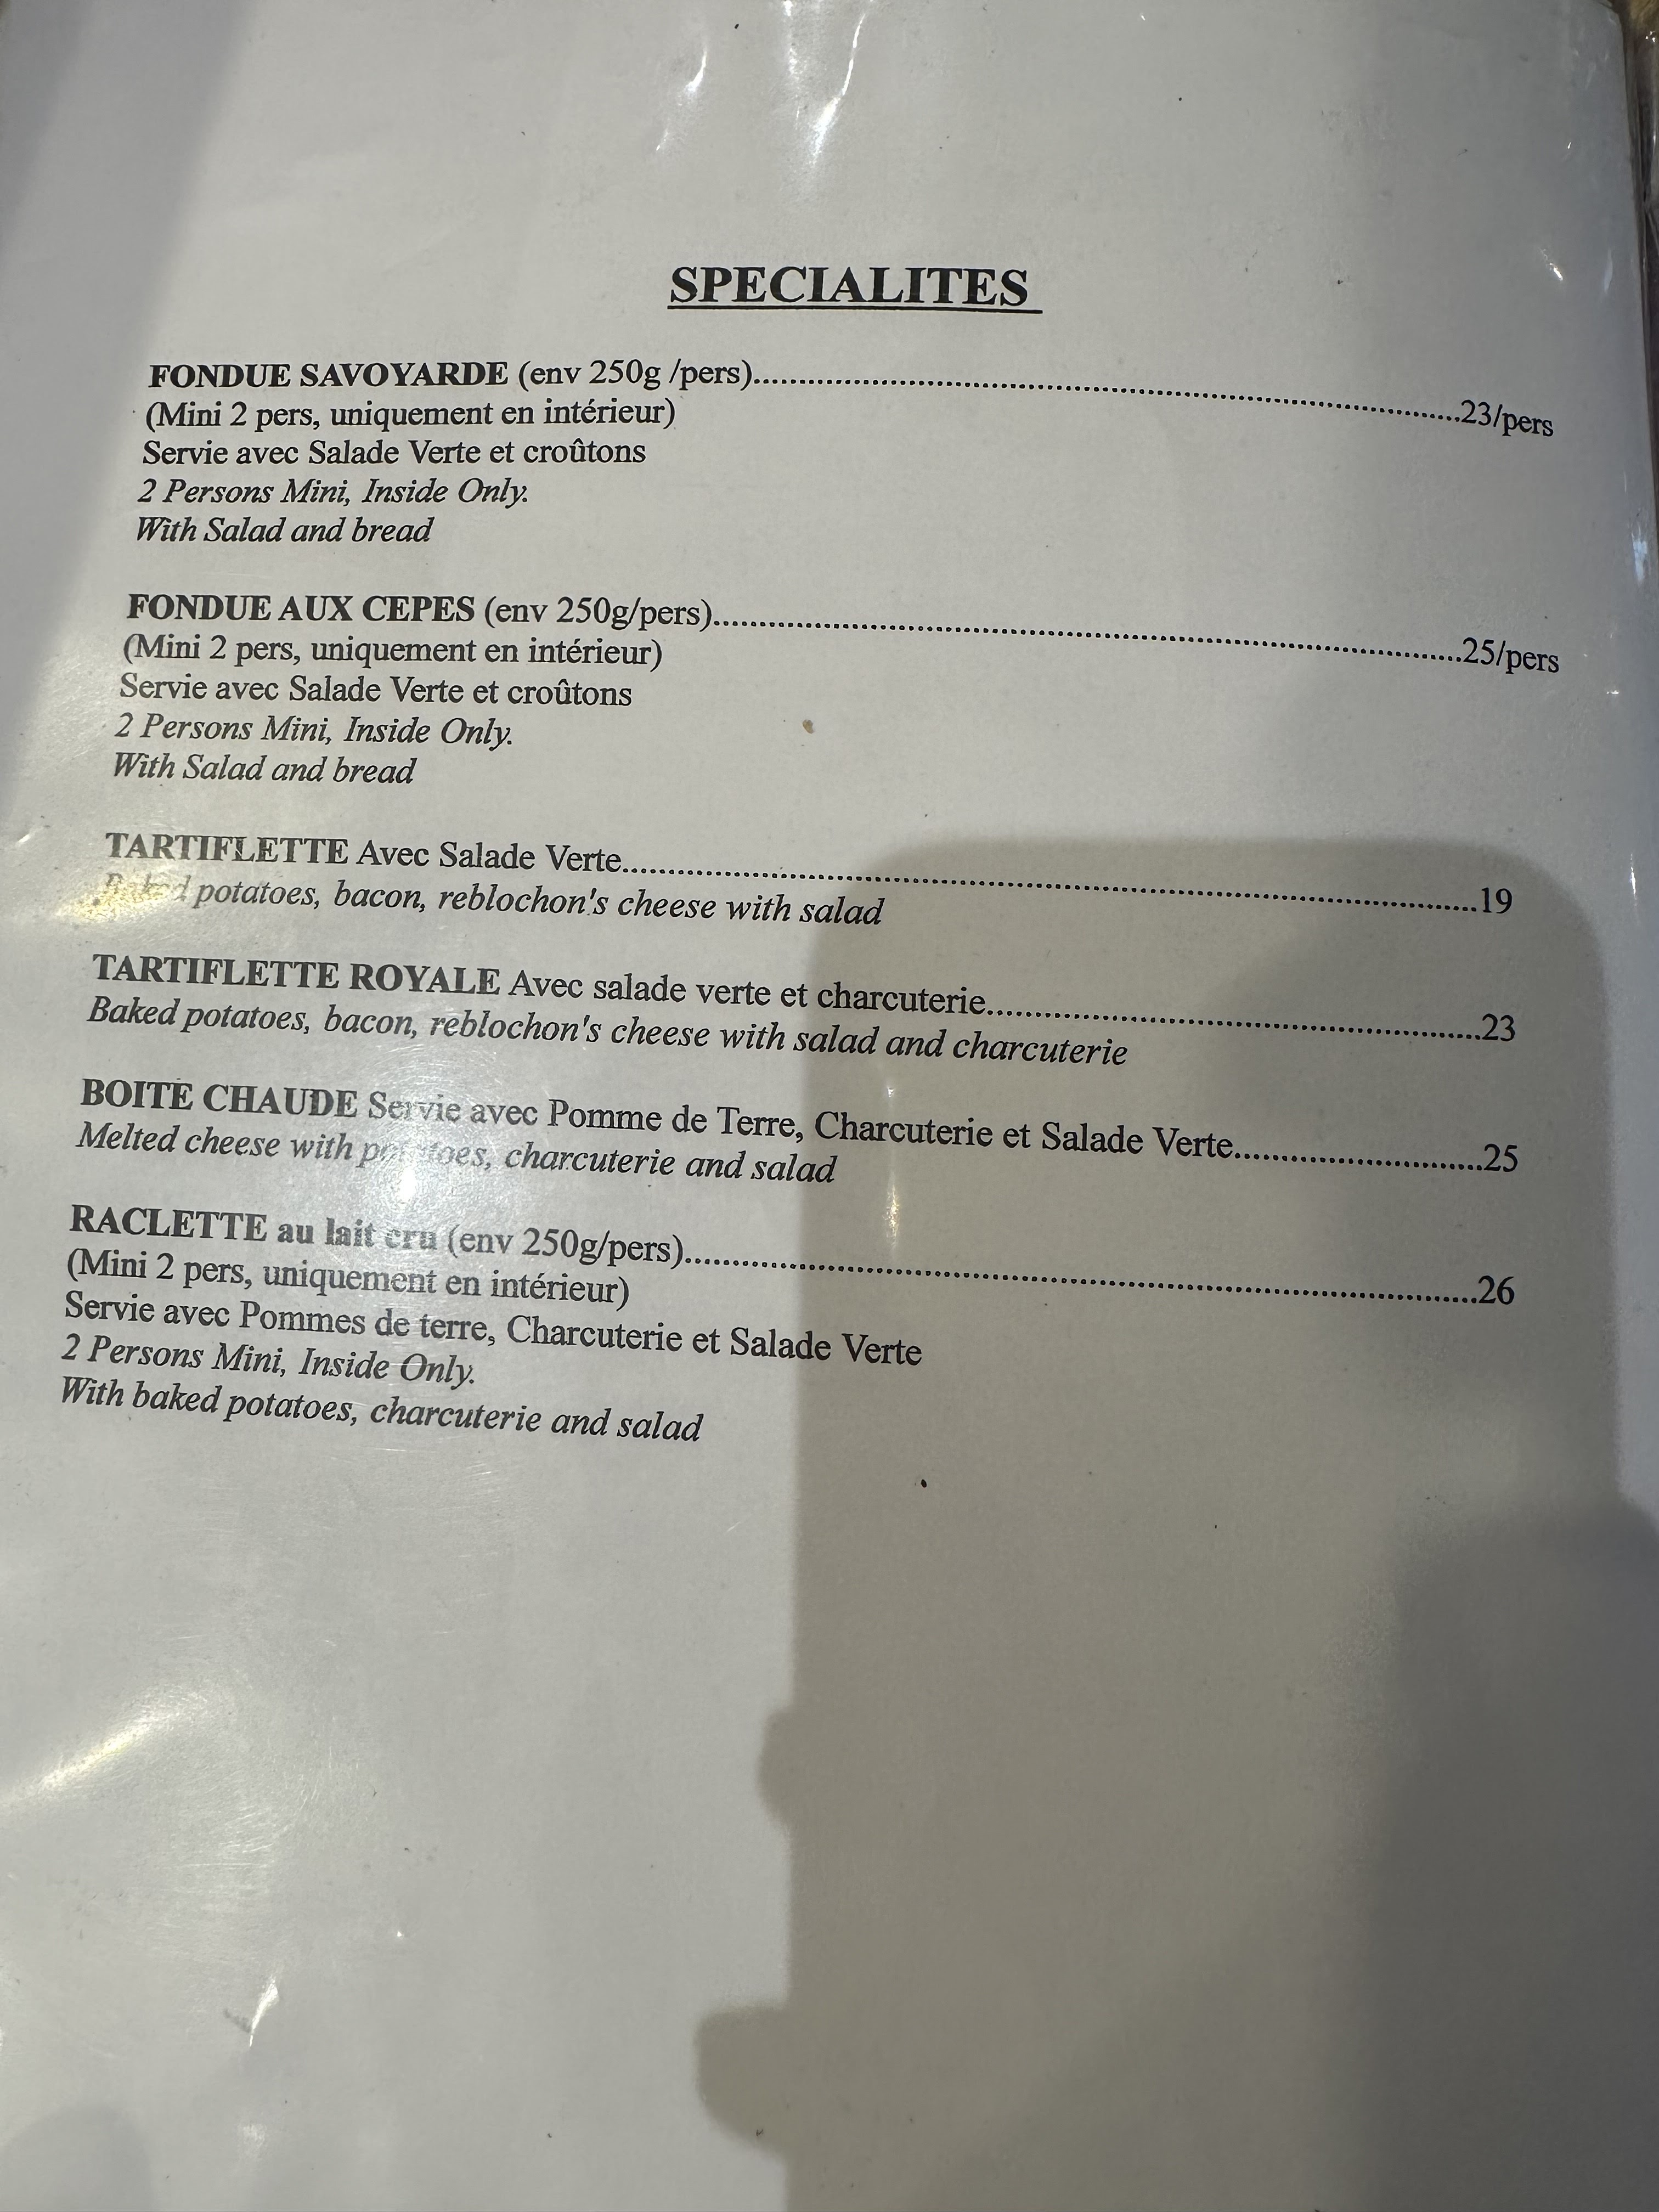 SPECIALITES
FONDUE SAVOYARDE (env 250g /pers)..........23/pers
(Mini 2 pers, uniquement en intérieur)
Servie avec Salade Verte et croûtons
2 Persons Mini, Inside Only.
With Salad and bread
FONDUE AUX CEPES (env 250g/pers)..........25/pers
(Mini 2 pers, uniquement en intérieur)
Servie avec Salade Verte et croûtons
2 Persons Mini, Inside Only.
With Salad and bread
TARTIFLETTE Avec Salade Verte..........19
Baked potatoes, bacon, reblochon's cheese with salad
TARTIFLETTE ROYALE Avec salade verte et charcuterie..........23
Baked potatoes, bacon, reblochon's cheese with salad and charcuterie
BOITE CHAUDE Servie avec Pomme de Terre, Charcuterie et Salade Verte..........25
Melted cheese with potatoes, charcuterie and salad
RACLETTE au lait cru (env 250g/pers)..........26
(Mini 2 pers, uniquement en intérieur)
Servie avec Pommes de terre, Charcuterie et Salade Verte
2 Persons Mini, Inside Only.
With baked potatoes, charcuterie and salad